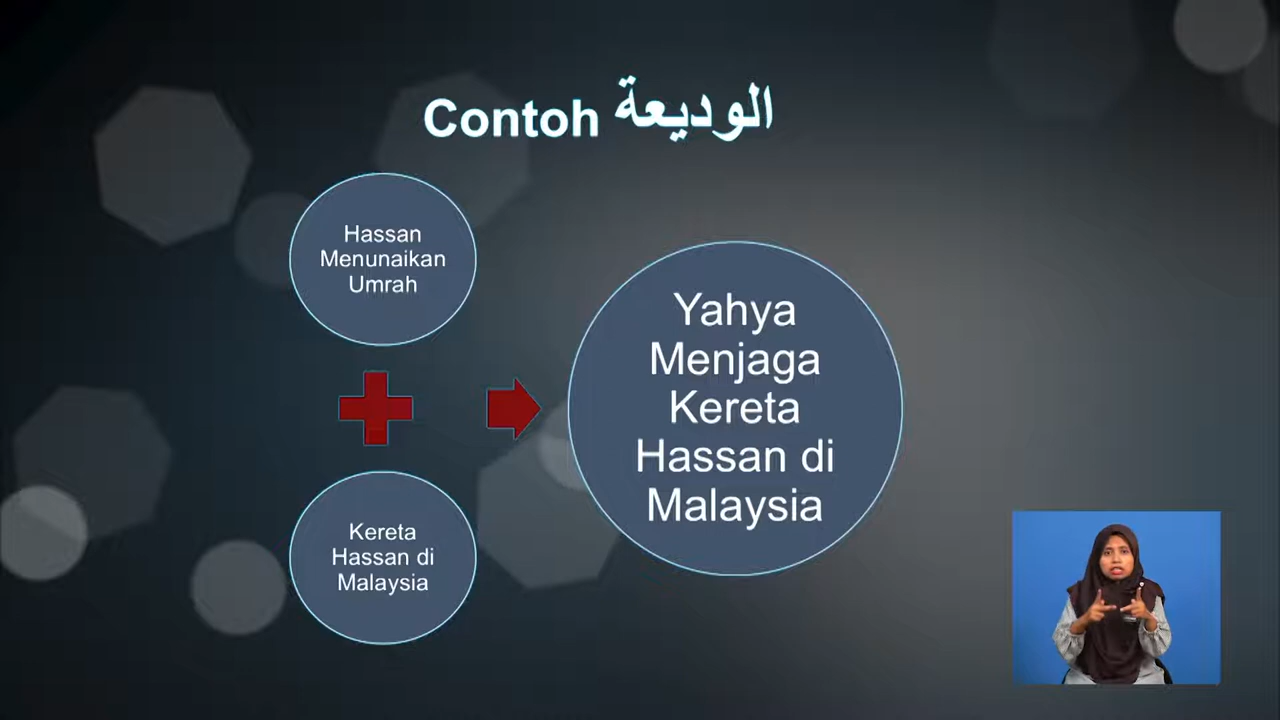 Contoh الوديعة
Hassan
Menunaikan
Umrah
Kereta
Hassan di
Malaysia
Yahya
Menjaga
Kereta
Hassan di
Malaysia